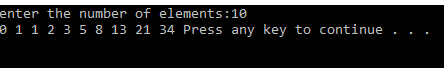 enter the number of elements:10
0 1 1 2 3 5 8 13 21 34 Press any key to continue . . .